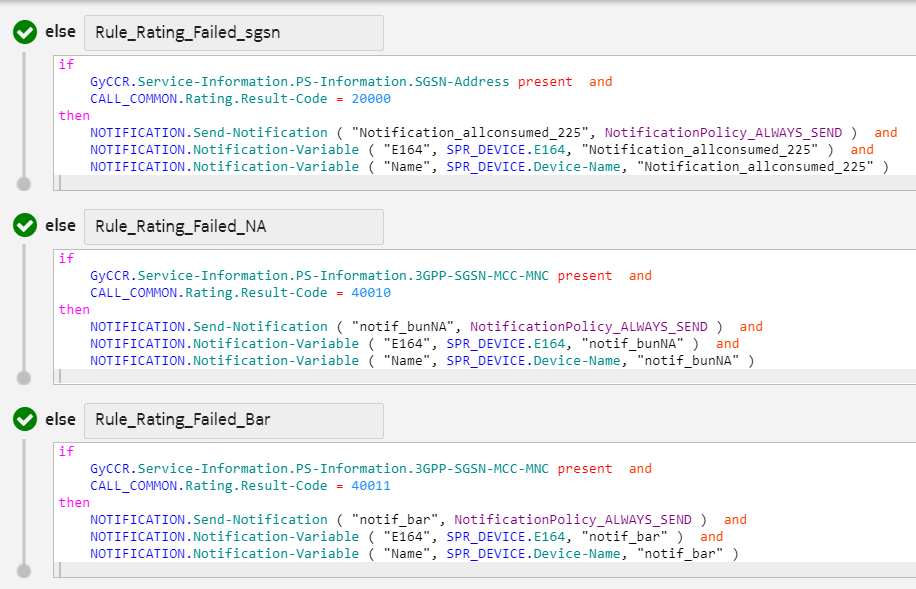 else Rule_Rating_Failed_sgsn
if
GyCCR.Service-Information.PS-Information.SGSN-Address present and
CALL_COMMON.Rating.Result-Code = 20000
then
NOTIFICATION.Send-Notification ( "Notification_allconsumed_225", NotificationPolicy_ALWAYS_SEND ) and
NOTIFICATION.Notification-Variable ( "E164", SPR_DEVICE.E164, "Notification_allconsumed_225" ) and
NOTIFICATION.Notification-Variable ( "Name", SPR_DEVICE.Device-Name, "Notification_allconsumed_225" )
else Rule_Rating_Failed_NA
if
GyCCR.Service-Information.PS-Information.3GPP-SGSN-MCC-MNC present and
CALL_COMMON.Rating.Result-Code = 40010
then
NOTIFICATION.Send-Notification ( "notif_bunNA", NotificationPolicy_ALWAYS_SEND ) and
NOTIFICATION.Notification-Variable ( "E164", SPR_DEVICE.E164, "notif_bunNA" ) and
NOTIFICATION.Notification-Variable ( "Name", SPR_DEVICE.Device-Name, "notif_bunNA" )
else Rule_Rating_Failed_Bar
if
GyCCR.Service-Information.PS-Information.3GPP-SGSN-MCC-MNC present and
CALL_COMMON.Rating.Result-Code = 40011
then
NOTIFICATION.Send-Notification ( "notif_bar", NotificationPolicy_ALWAYS_SEND ) and
NOTIFICATION.Notification-Variable ( "E164", SPR_DEVICE.E164, "notif_bar" ) and
NOTIFICATION.Notification-Variable ( "Name", SPR_DEVICE.Device-Name, "notif_bar" )